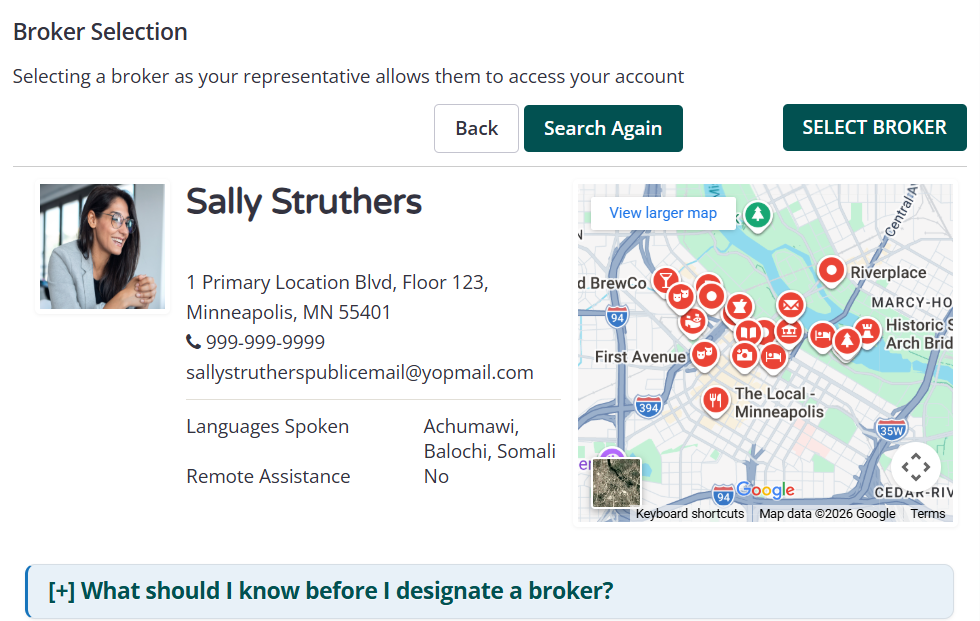 Broker Selection
Selecting a broker as your representative allows them to access your account
Back
Search Again
SELECT BROKER
Sally Struthers
1 Primary Location Blvd, Floor 123,
Minneapolis, MN 55401
999-999-9999
sallystrutherspublicemail@yopmail.com
Languages Spoken
Achumawi,
Balochi, Somali
Remote Assistance
No
View larger map
k
Central A
N
d BrewCo
Riverplace
MARCY-HO
94
Historic S
Arch Brid
First Avenue
394
The Local -
Minneapolis
35W
94
Google
CEDAR-RIV
Keyboard shortcuts
Map data ©2026 Google
Terms
[+] What should I know before I designate a broker?